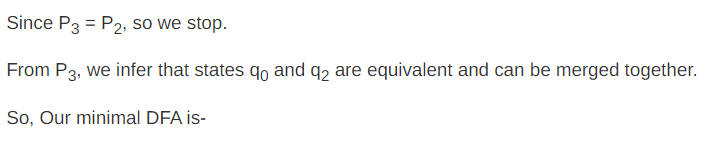 Since P3 = P2, so we stop.
From P3, we infer that states q0 and q2 are equivalent and can be merged together.
So, Our minimal DFA is-